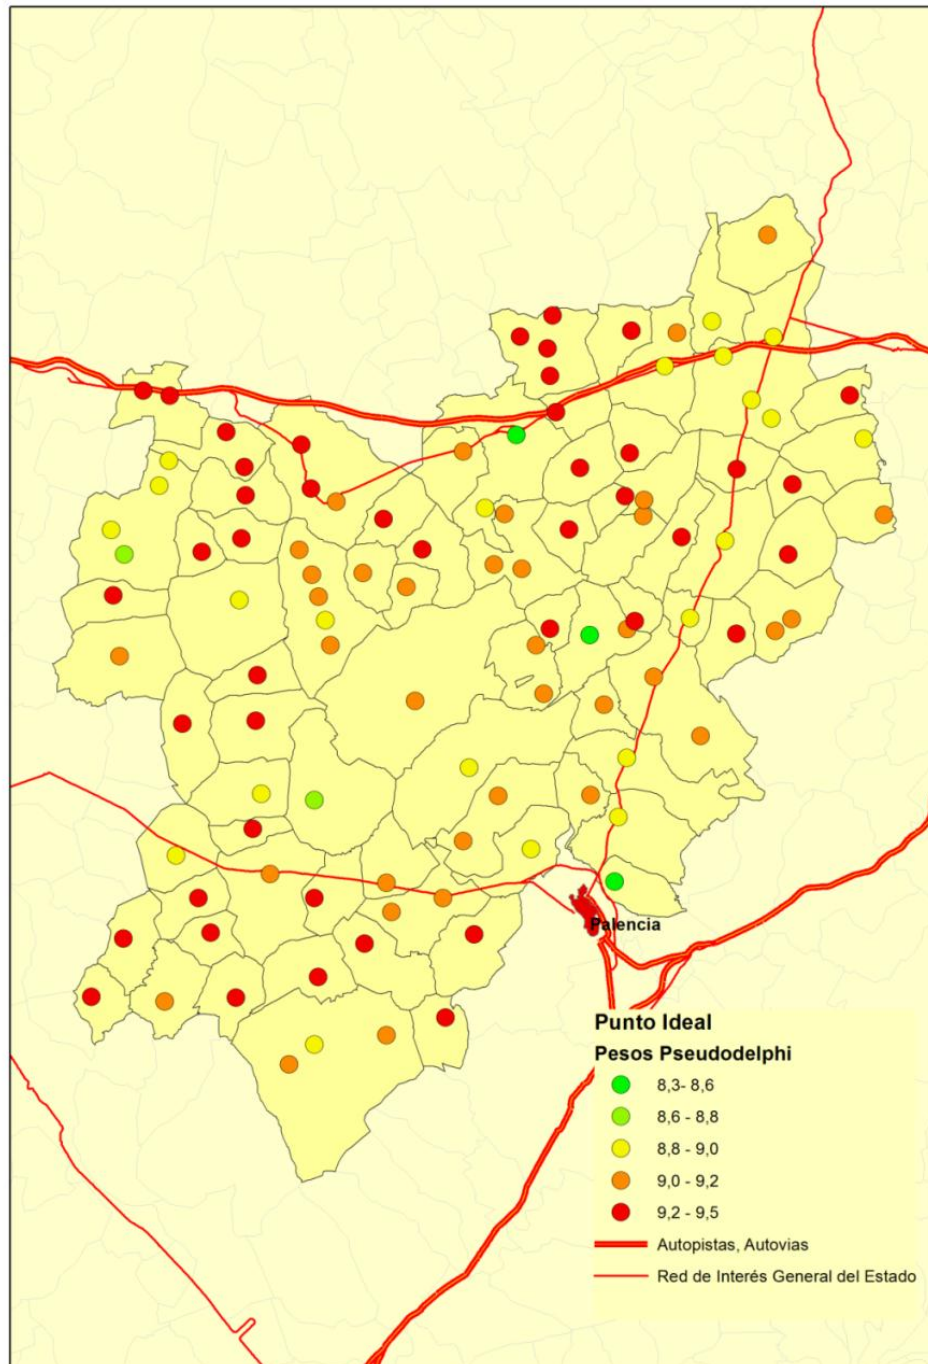 Palencia
Punto Ideal
Pesos Pseudodelphi
8,3- 8,6
8,6 - 8,8
8,8 - 9,0
9,0 - 9,2
9,2 - 9,5
Autopistas, Autovias
Red de Interés General del Estado